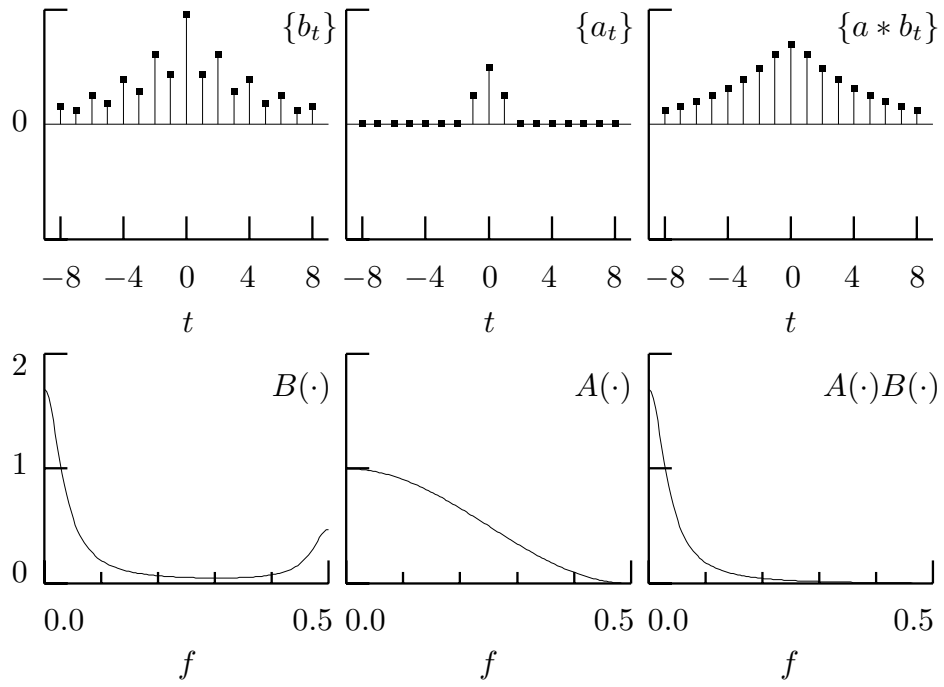 {b_t} {a_t} {a ∗ b_t}
0
−8 −4 0 4 8 −8 −4 0 4 8 −8 −4 0 4 8
t t t
2
B(·) A(·) A(·)B(·)
1
0
0.0 0.5 0.0 0.5 0.0 0.5
f f f